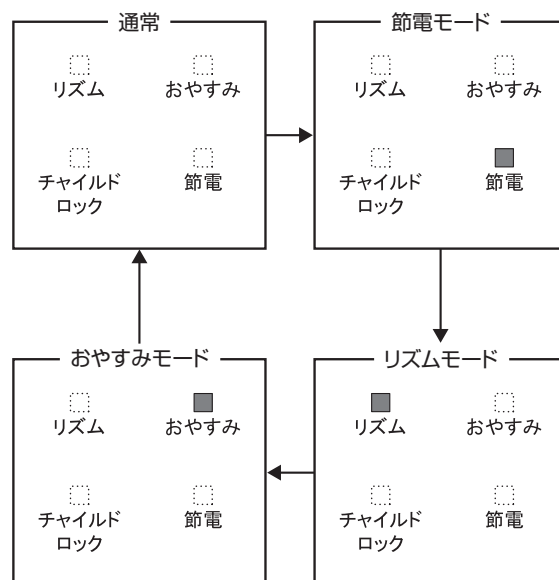 通常
リズム
おやすみ
チャイルド
ロック
節電
節電モード
リズム
おやすみ
チャイルド
ロック
節電
おやすみモード
リズム
おやすみ
チャイルド
ロック
節電
リズムモード
リズム
おやすみ
チャイルド
ロック
節電